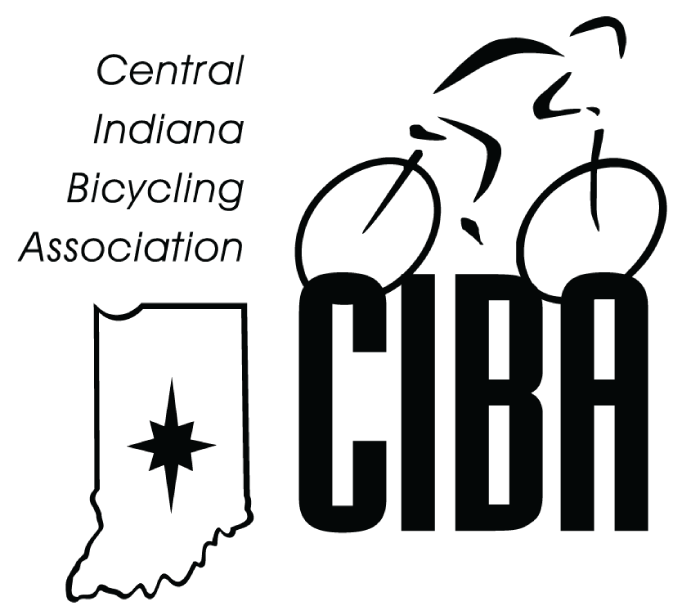 Central
Indiana
Bicycling
Association
CIBA